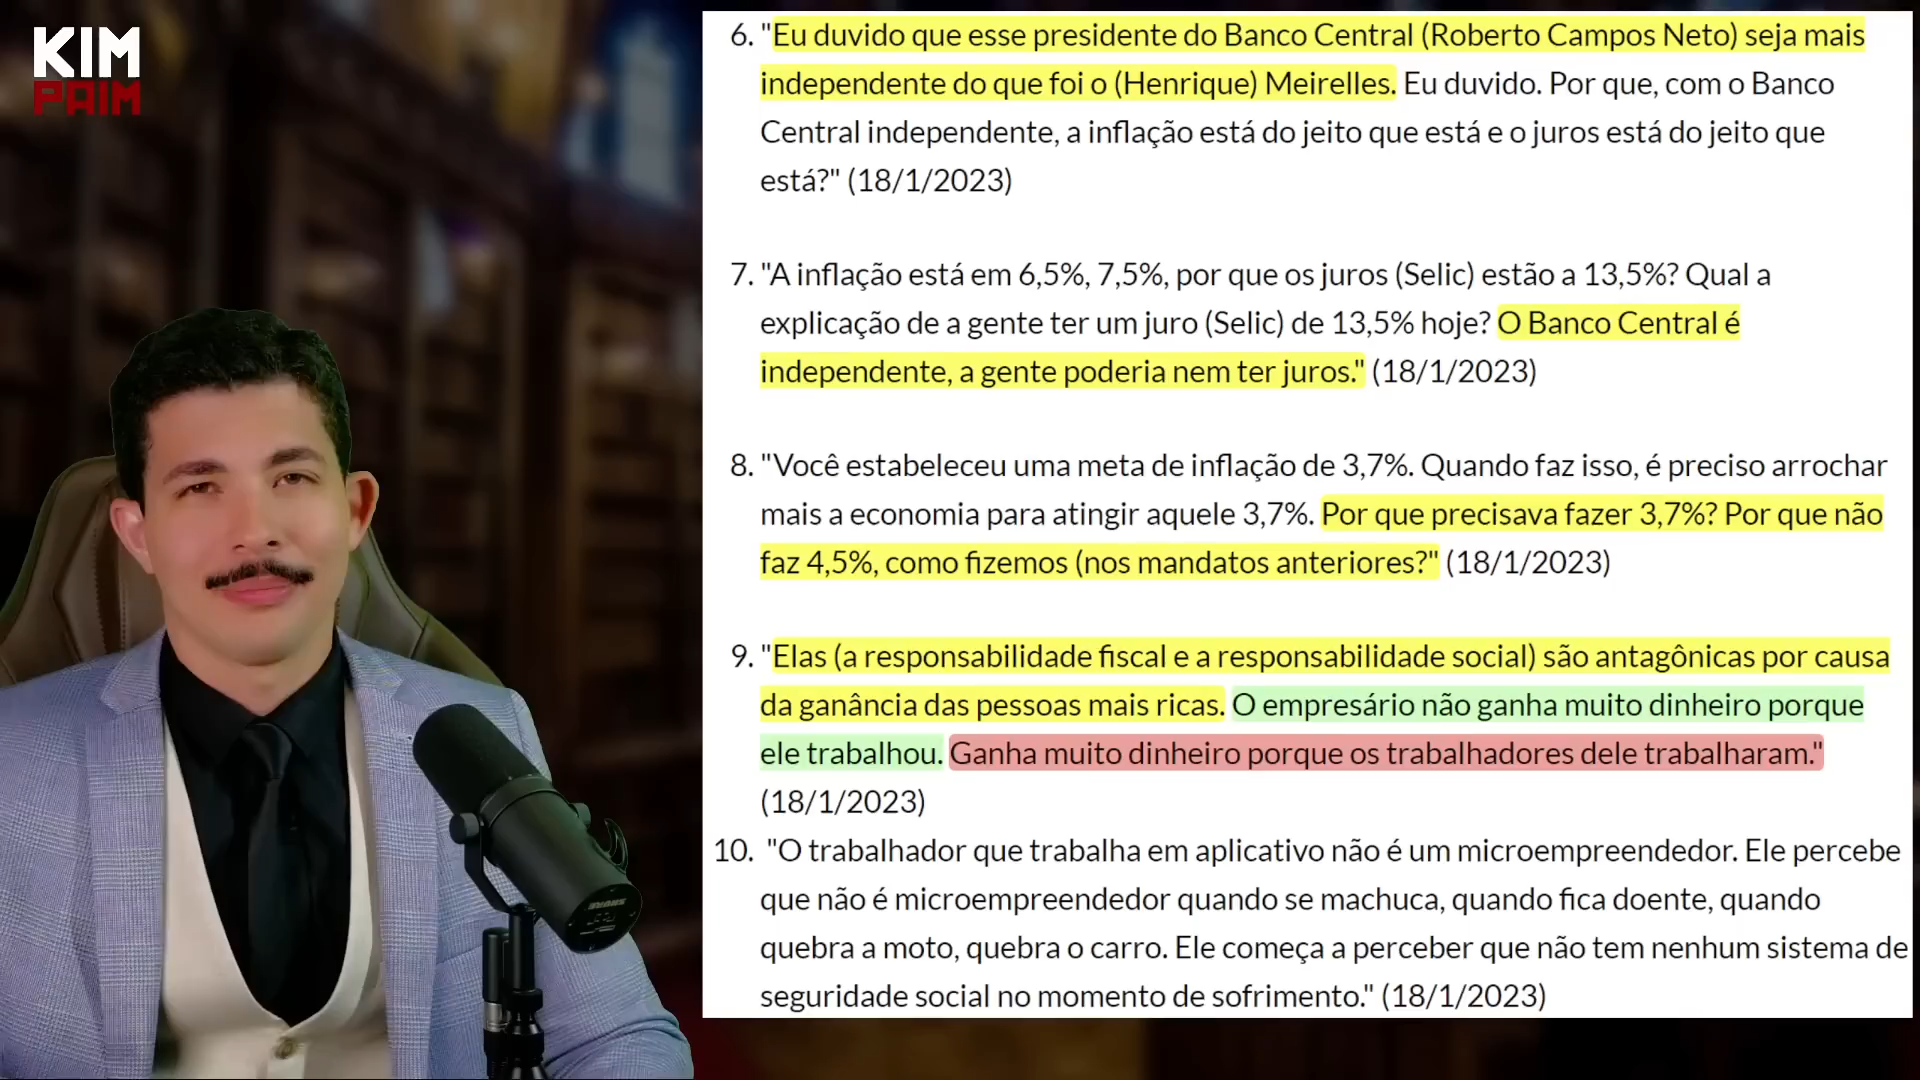 KIM
PAIM
6. "Eu duvido que esse presidente do Banco Central (Roberto Campos Neto) seja mais
independente do que foi o (Henrique) Meirelles. Eu duvido. Por que, com o Banco
Central independente, a inflação está do jeito que está e o juros está do jeito que
está?" (18/1/2023)
7. "A inflação está em 6,5%, 7,5%, por que os juros (Selic) estão a 13,5%? Qual a
explicação de a gente ter um juro (Selic) de 13,5% hoje? O Banco Central é
independente, a gente poderia nem ter juros." (18/1/2023)
8. "Você estabeleceu uma meta de inflação de 3,7%. Quando faz isso, é preciso arrochar
mais a economia para atingir aquele 3,7%. Por que precisava fazer 3,7%? Por que não
faz 4,5%, como fizemos (nos mandatos anteriores?" (18/1/2023)
9. "Elas (a responsabilidade fiscal e a responsabilidade social) são antagônicas por causa
da ganância das pessoas mais ricas. O empresário não ganha muito dinheiro porque
ele trabalhou. Ganha muito dinheiro porque os trabalhadores dele trabalharam."
(18/1/2023)
10. "O trabalhador que trabalha em aplicativo não é um microempreendedor. Ele percebe
que não é microempreendedor quando se machuca, quando fica doente, quando
quebra a moto, quebra o carro. Ele começa a perceber que não tem nenhum sistema de
seguridade social no momento de sofrimento." (18/1/2023)